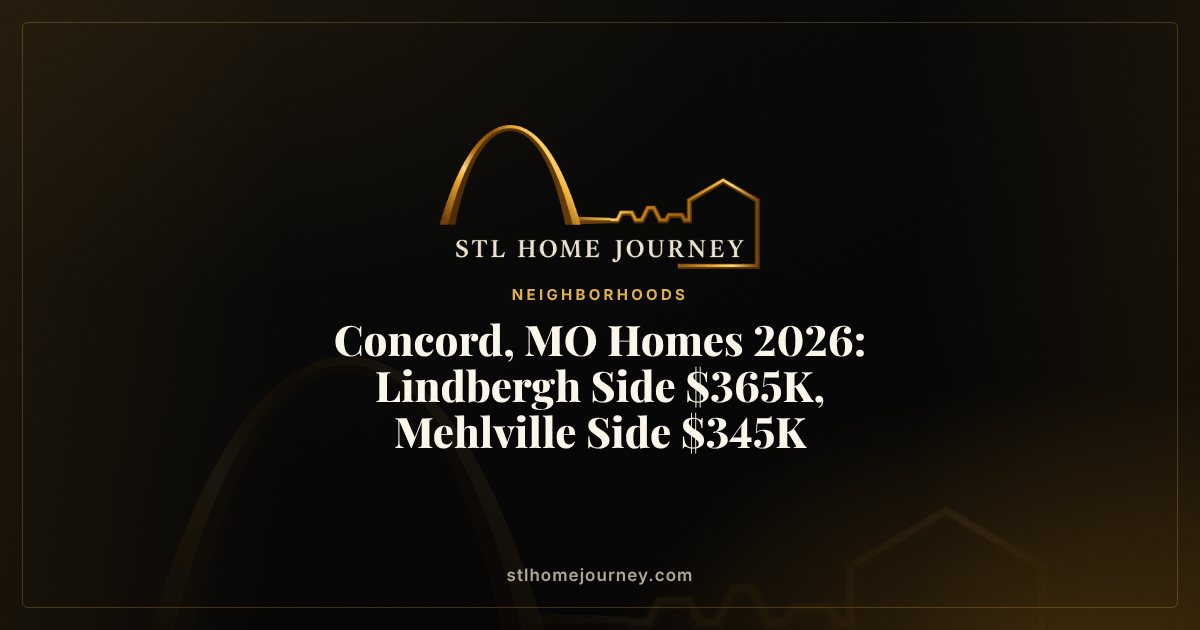 STL HOME JOURNEY
NEIGHBORHOODS
Concord, MO Homes 2026:
Lindbergh Side $365K,
Mehlville Side $345K
stlhomejourney.com